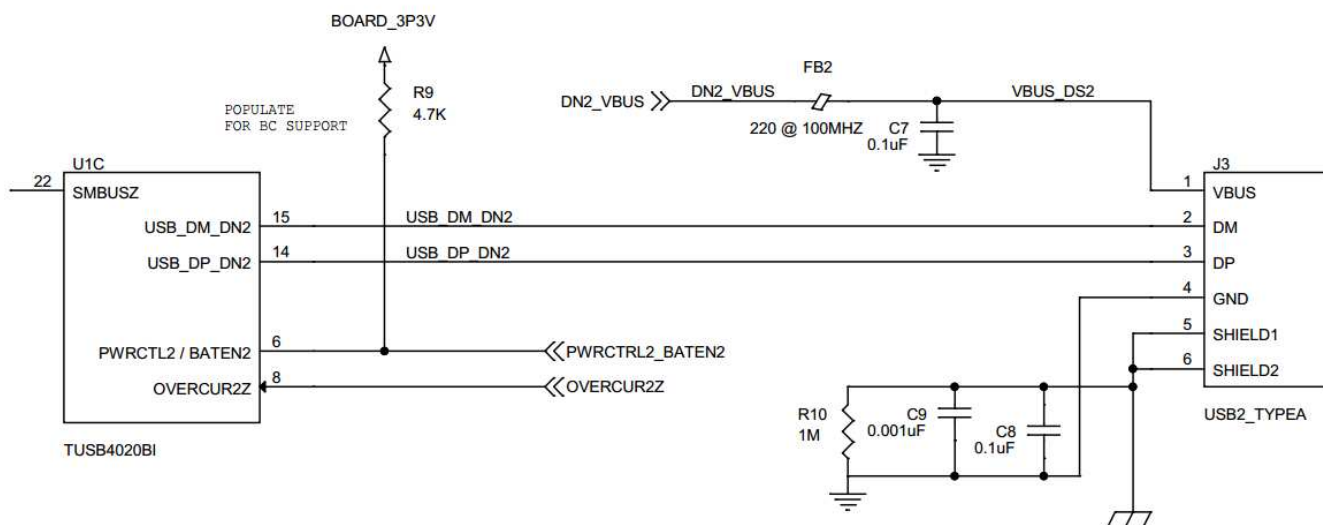 BOARD_3P3V
R9
4.7K
POPULATE
FOR BC SUPPORT
FB2
DN2_VBUS
DN2_VBUS
VBUS_DS2
220 @ 100MHZ
C7
0.1uF
U1C
22
SMBUSZ
USB_DM_DN2
15
USB_DM_DN2
USB_DP_DN2
14
USB_DP_DN2
PWRCTL2 / BATEN2
6
PWRCTRL2_BATEN2
OVERCUR2Z
8
OVERCUR2Z
TUSB4020BI
J3
1
VBUS
2
DM
3
DP
4
GND
5
SHIELD1
6
SHIELD2
USB2_TYPEA
R10
1M
C9
0.001uF
C8
0.1uF